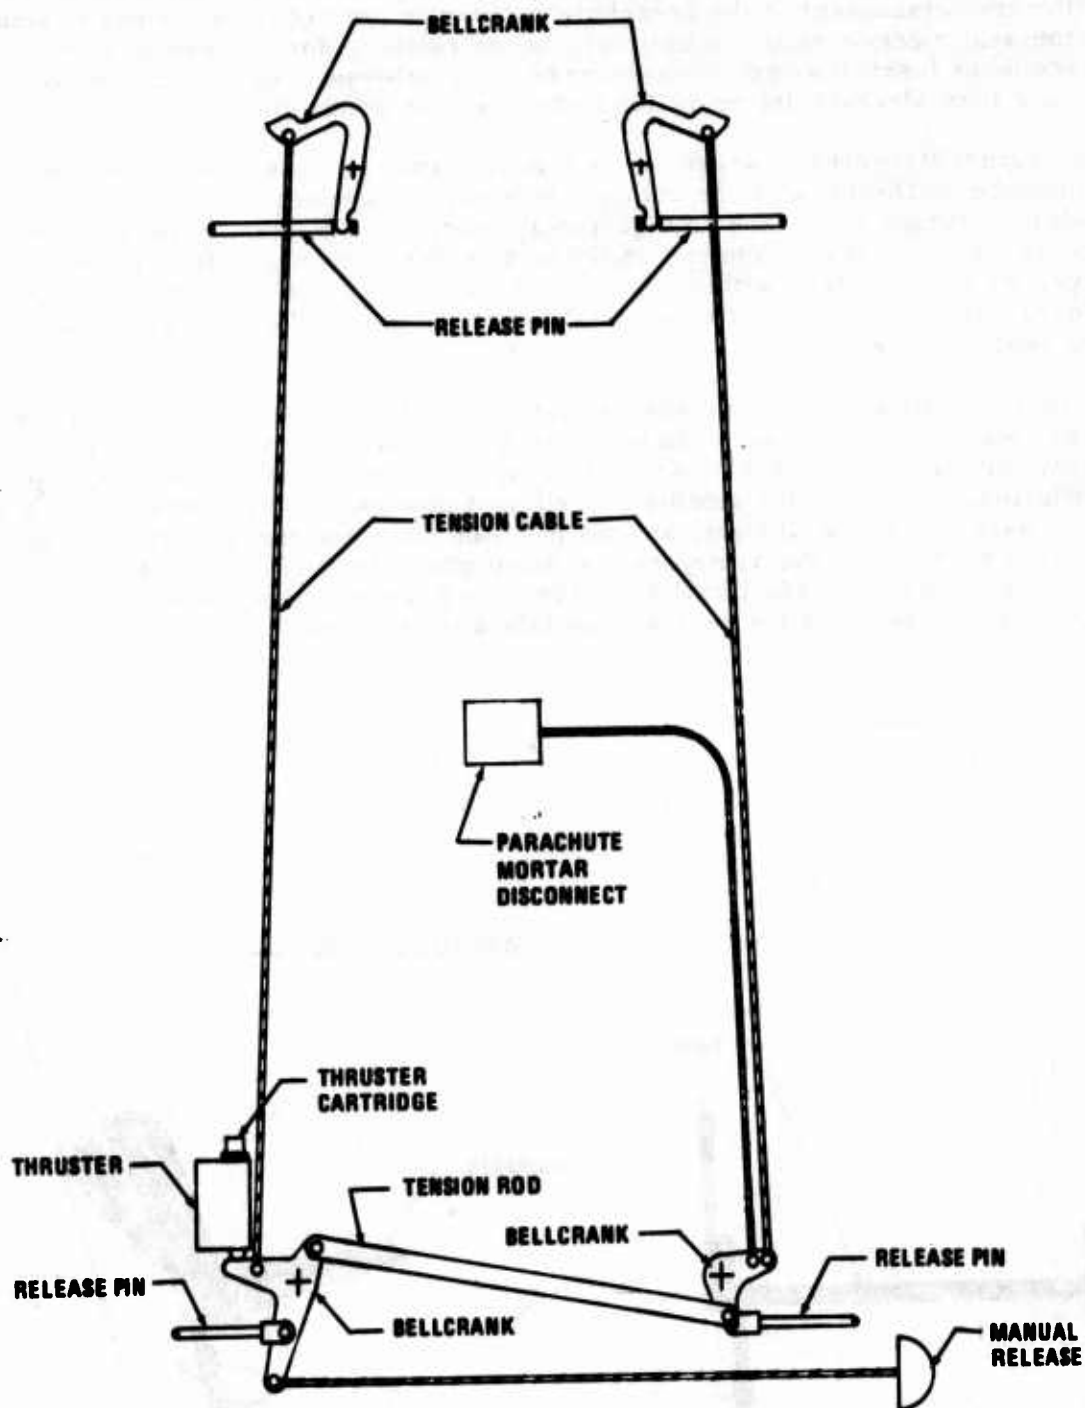 BELLCRANK
RELEASE PIN
TENSION CABLE
PARACHUTE
MORTAR
DISCONNECT
THRUSTER
CARTRIDGE
THRUSTER
TENSION ROD
BELLCRANK
RELEASE PIN
RELEASE PIN
BELLCRANK
MANUAL
RELEASE